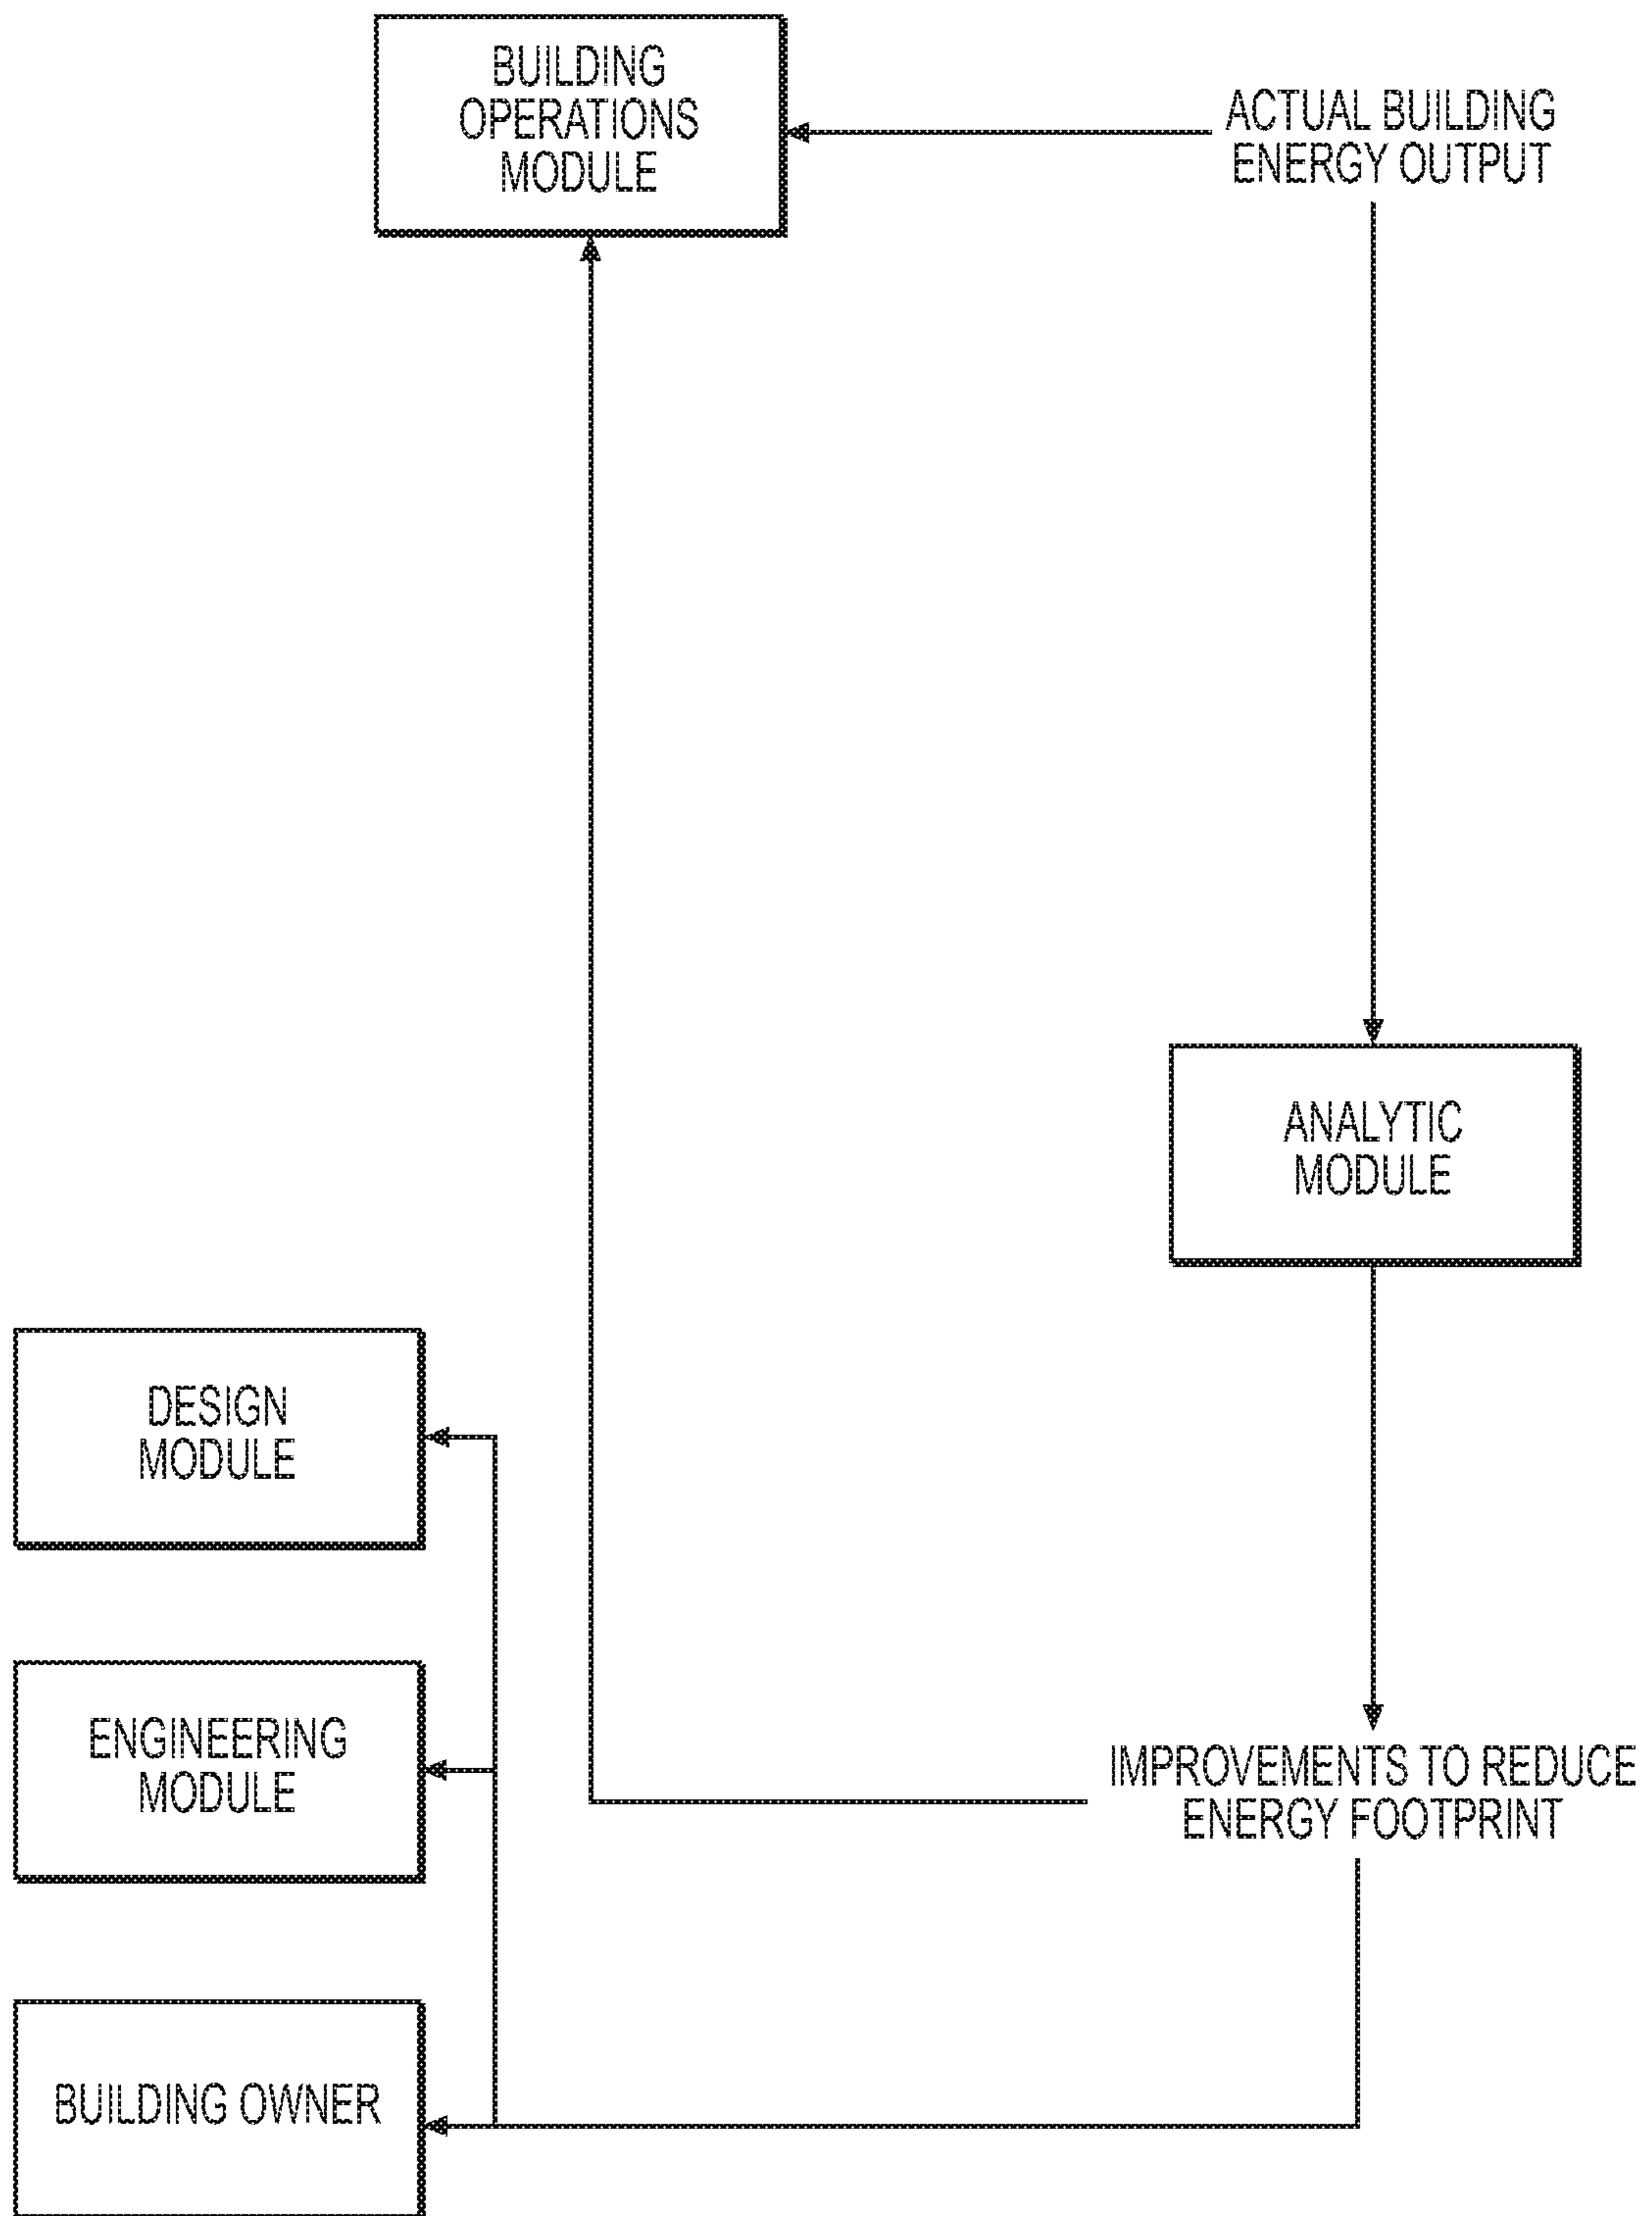 BUILDING
OPERATIONS
MODULE
ACTUAL BUILDING
ENERGY OUTPUT
ANALYTIC
MODULE
DESIGN
MODULE
ENGINEERING
MODULE
IMPROVEMENTS TO REDUCE
ENERGY FOOTPRINT
BUILDING OWNER